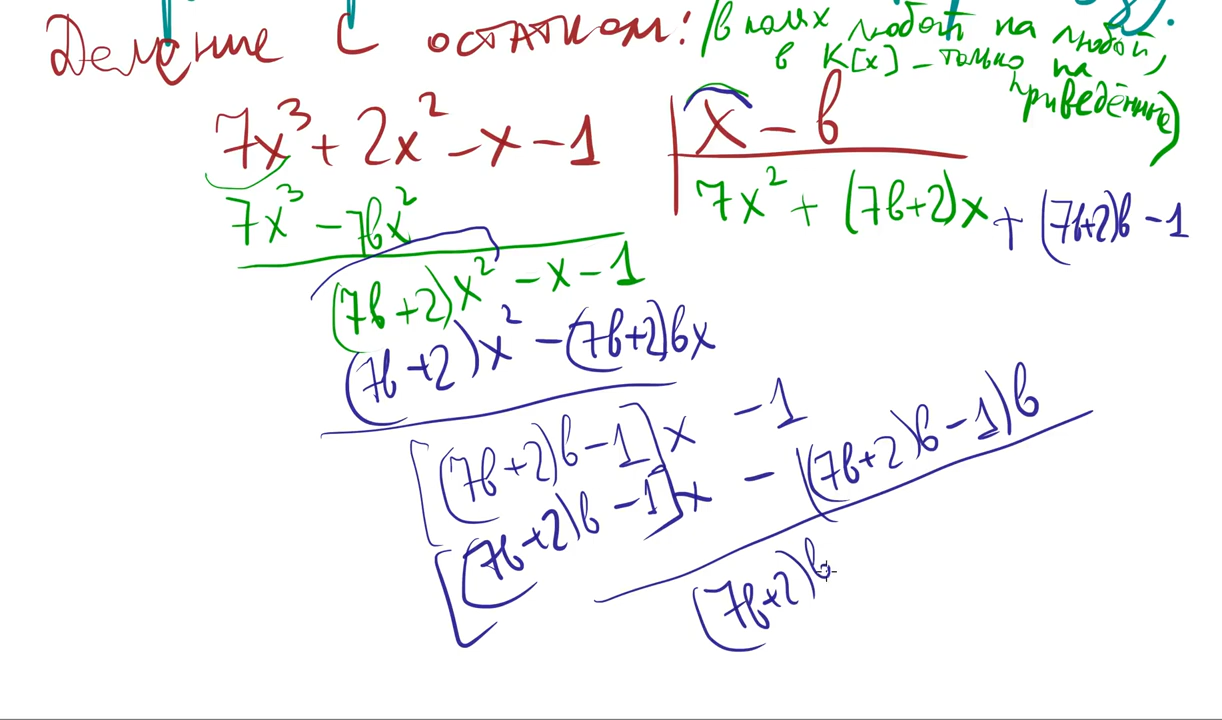 Деление с остатком: (в полях любой на любой,
в K[x] – только на
приведённые)
7x³ + 2x² – x – 1 | x – b
7x³ – 7bx²
7x² + (7b+2)x + (7b+2)b – 1
(7b+2)x² – x – 1
(7b+2)x² – (7b+2)bx
[(7b+2)b – 1]x – 1
[(7b+2)b – 1]x – ((7b+2)b – 1)b
(7b+2)b